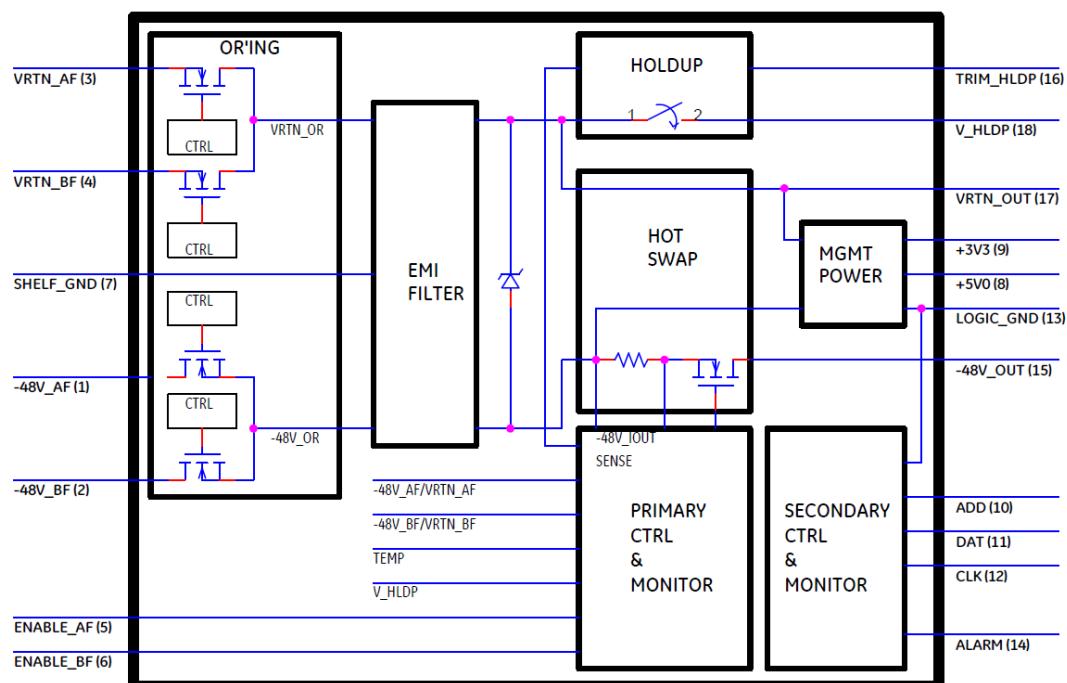 OR'ING
VRTN_AF (3)
CTRL
VRTN_OR
VRTN_BF (4)
CTRL
SHELF_GND (7)
CTRL
-48V_AF (1)
CTRL
-48V_OR
-48V_BF (2)
EMI
FILTER
HOLDUP
1 2
TRIM_HLDP (16)
V_HLDP (18)
HOT
SWAP
VRTN_OUT (17)
MGMT
POWER
+3V3 (9)
+5V0 (8)
LOGIC_GND (13)
-48V_OUT (15)
-48V_IOUT
SENSE
-48V_AF/VRTN_AF
-48V_BF/VRTN_BF
TEMP
V_HLDP
ENABLE_AF (5)
ENABLE_BF (6)
PRIMARY
CTRL
&
MONITOR
SECONDARY
CTRL
&
MONITOR
ADD (10)
DAT (11)
CLK (12)
ALARM (14)